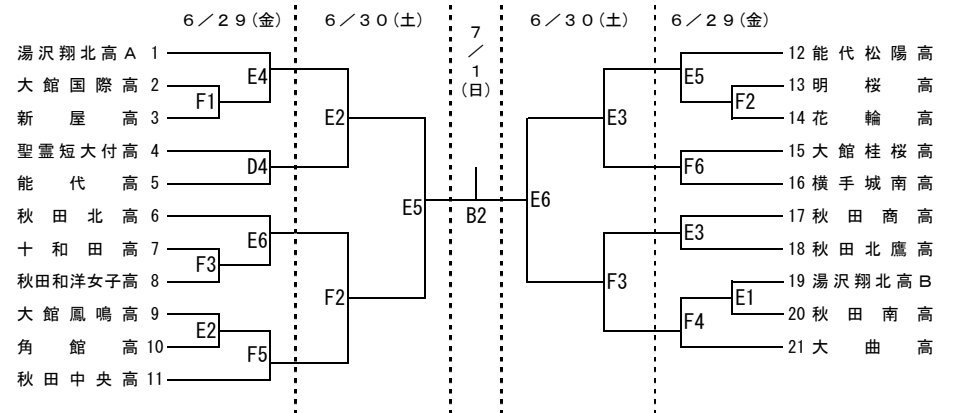 ６／２９(金)
６／３０(土)
７／１(日)
６／３０(土)
６／２９(金)
湯沢翔北高Ａ 1
大館国際高 2
新屋高 3
聖霊短大付高 4
能代高 5
秋田北高 6
十和田高 7
秋田和洋女子高 8
大館鳳鳴高 9
角館高 10
秋田中央高 11
E4
F1
D4
E6
F3
E2
F5
E2
F2
E5
B2
E6
E3
F3
E5
F2
F6
E3
E1
F4
12 能代松陽高
13 明桜高
14 花輪高
15 大館桂桜高
16 横手城南高
17 秋田商高
18 秋田北鷹高
19 湯沢翔北高Ｂ
20 秋田南高
21 大曲高